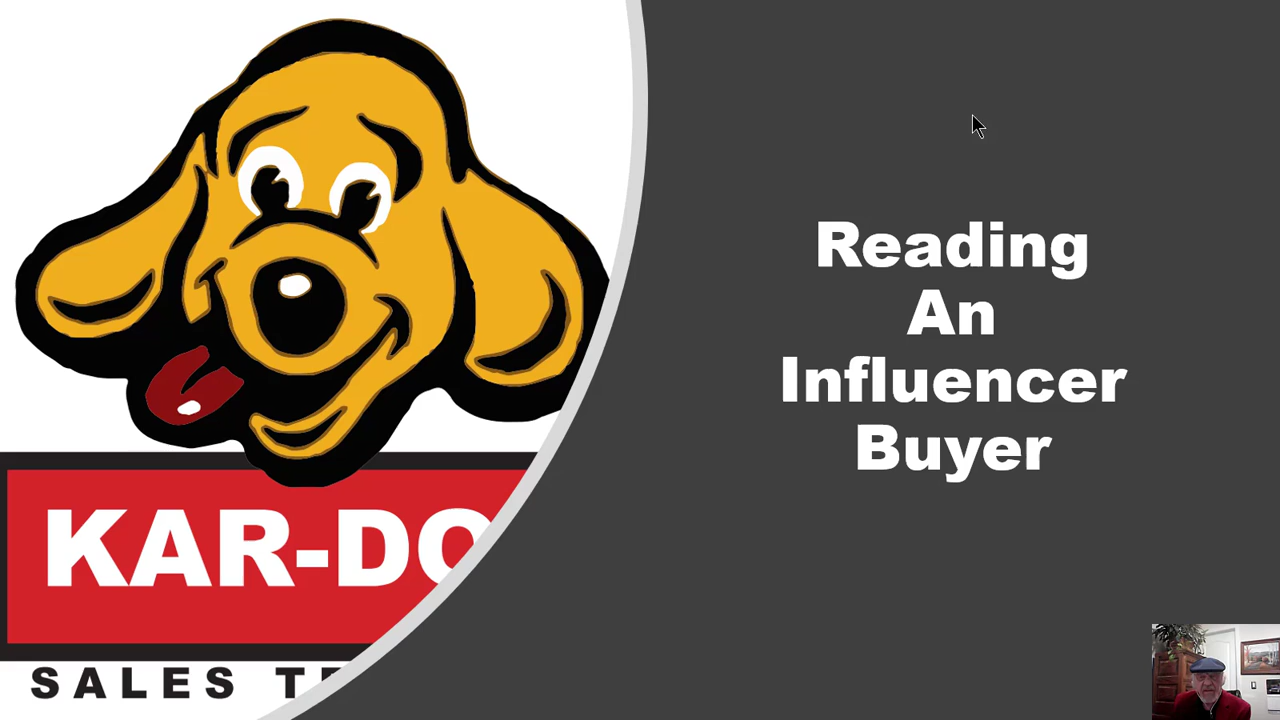 Reading
An
Influencer
Buyer
KAR-DO
SALES T